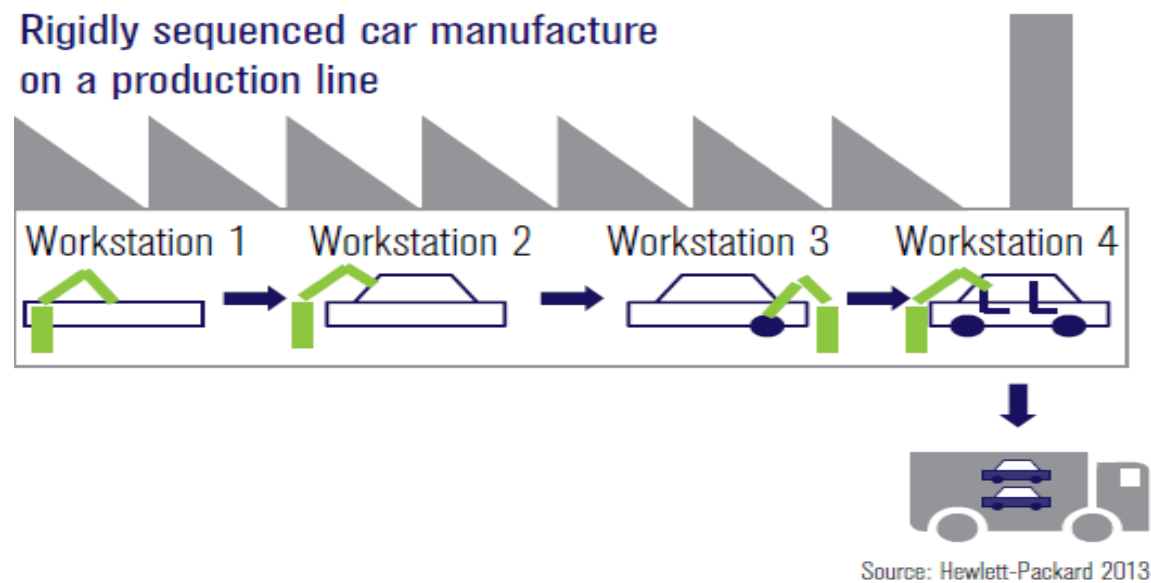 Rigidly sequenced car manufacture
on a production line
Workstation 1
Workstation 2
Workstation 3
Workstation 4
Source: Hewlett-Packard 2013